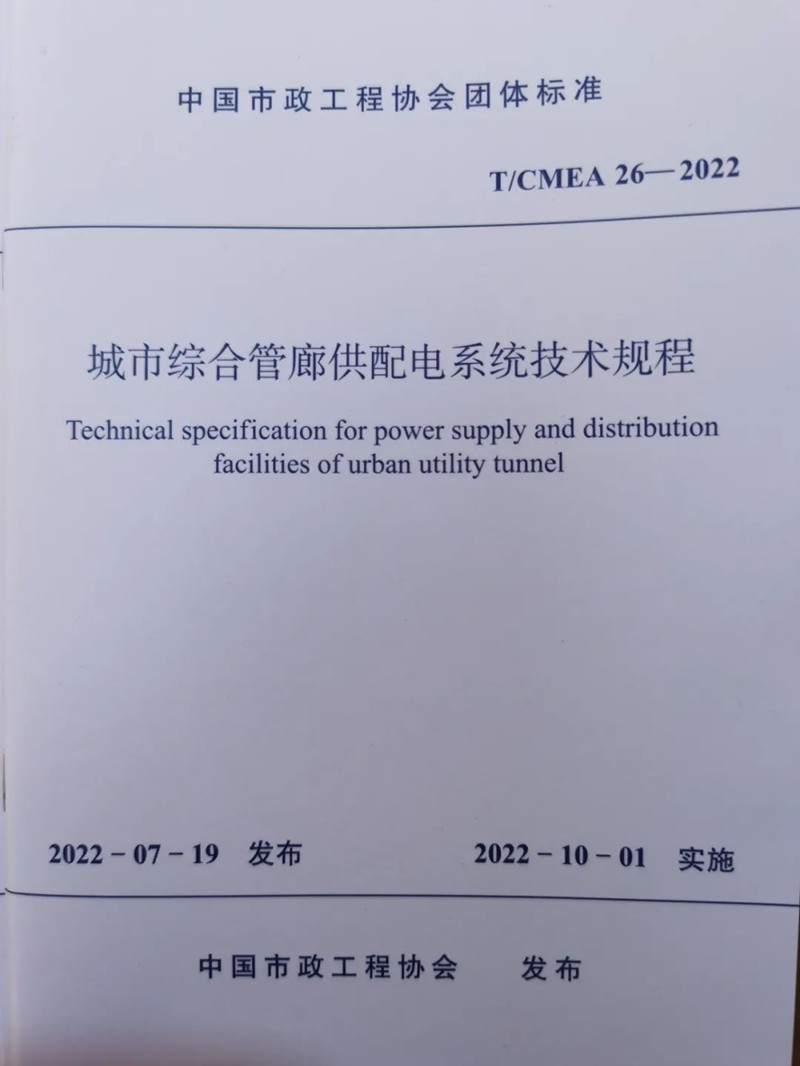 中国市政工程协会团体标准
T/CMEA 26—2022
城市综合管廊供配电系统技术规程
Technical specification for power supply and distribution
facilities of urban utility tunnel
2022－07－19 发布 2022－10－01 实施
中国市政工程协会 发布